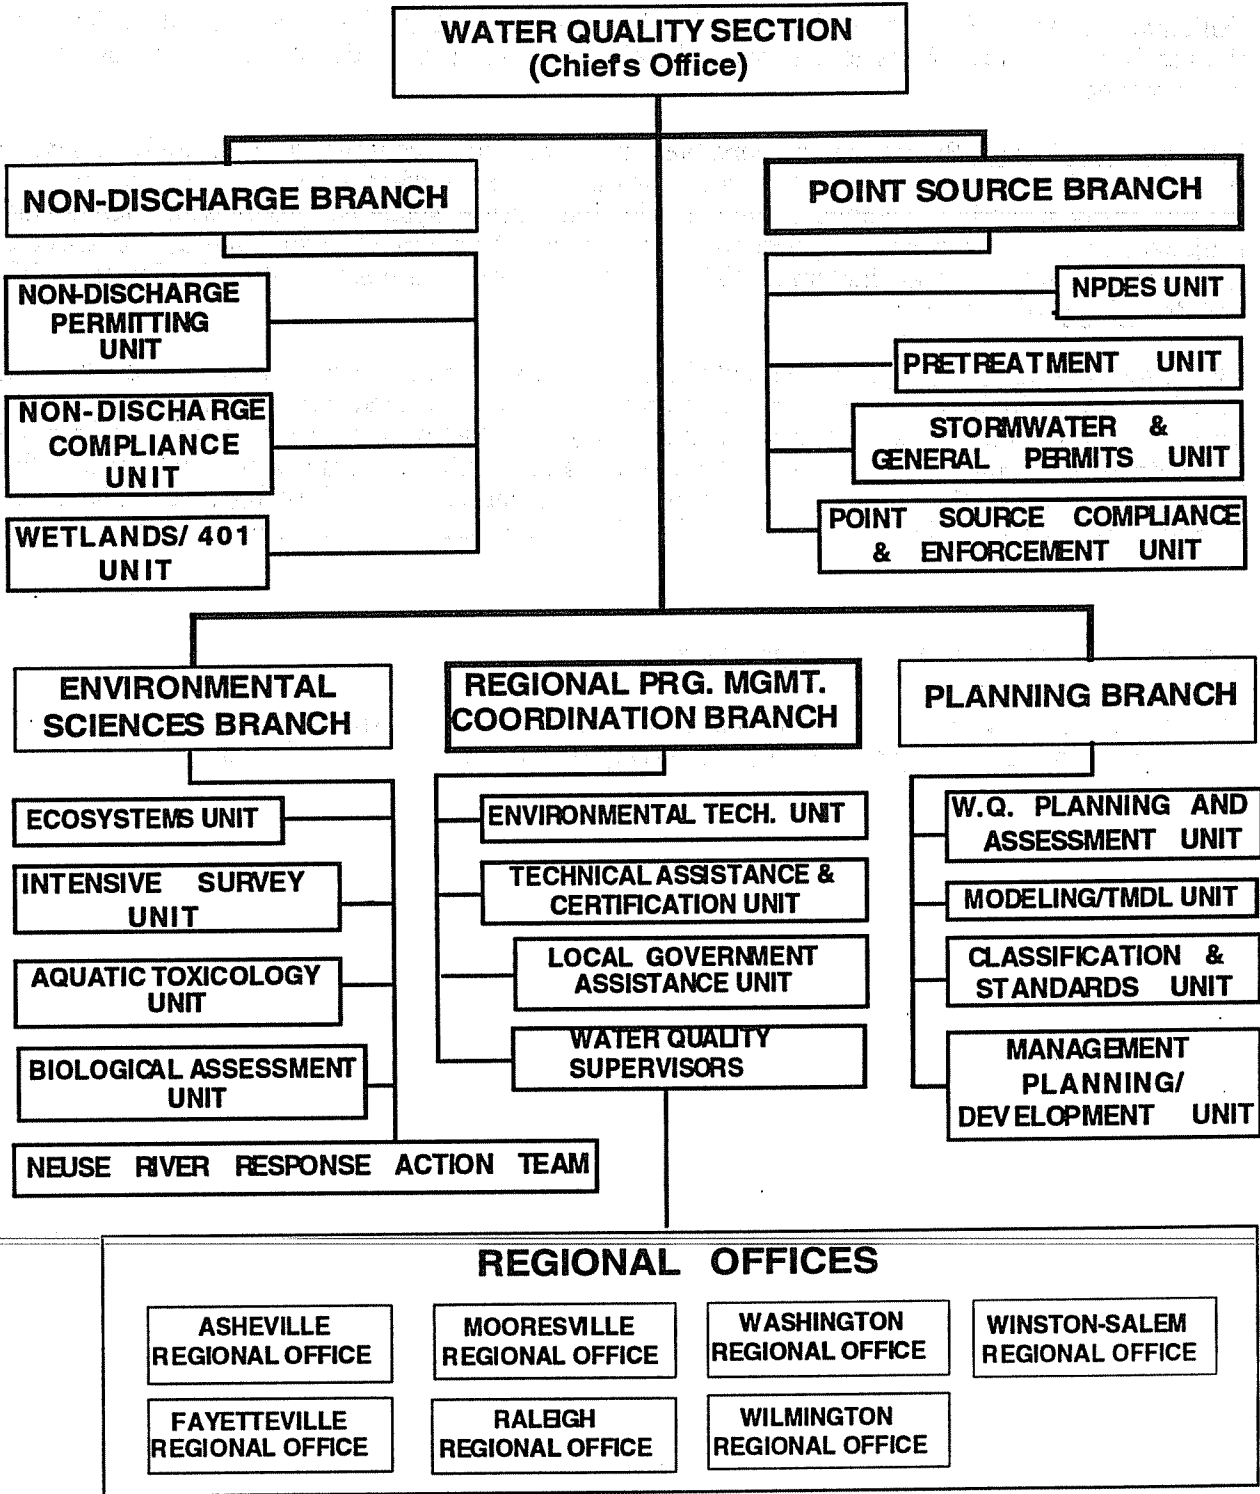 WATER QUALITY SECTION
(Chief's Office)
NON-DISCHARGE BRANCH
NON-DISCHARGE
PERMITTING
UNIT
NON-DISCHARGE
COMPLIANCE
UNIT
WETLANDS/ 401
UNIT
POINT SOURCE BRANCH
NPDES UNIT
PRETREATMENT UNIT
STORMWATER &
GENERAL PERMITS UNIT
POINT SOURCE COMPLIANCE
& ENFORCEMENT UNIT
ENVIRONMENTAL
SCIENCES BRANCH
ECOSYSTEMS UNIT
INTENSIVE SURVEY
UNIT
AQUATIC TOXICOLOGY
UNIT
BIOLOGICAL ASSESSMENT
UNIT
NEUSE RIVER RESPONSE ACTION TEAM
REGIONAL PRG. MGMT.
COORDINATION BRANCH
ENVIRONMENTAL TECH. UNIT
TECHNICAL ASSISTANCE &
CERTIFICATION UNIT
LOCAL GOVERNMENT
ASSISTANCE UNIT
WATER QUALITY
SUPERVISORS
PLANNING BRANCH
W.Q. PLANNING AND
ASSESSMENT UNIT
MODELING/TMDL UNIT
CLASSIFICATION &
STANDARDS UNIT
MANAGEMENT
PLANNING/
DEVELOPMENT UNIT
REGIONAL OFFICES
ASHEVILLE
REGIONAL OFFICE
MOORESVILLE
REGIONAL OFFICE
WASHINGTON
REGIONAL OFFICE
WINSTON-SALEM
REGIONAL OFFICE
FAYETTEVILLE
REGIONAL OFFICE
RALEIGH
REGIONAL OFFICE
WILMINGTON
REGIONAL OFFICE